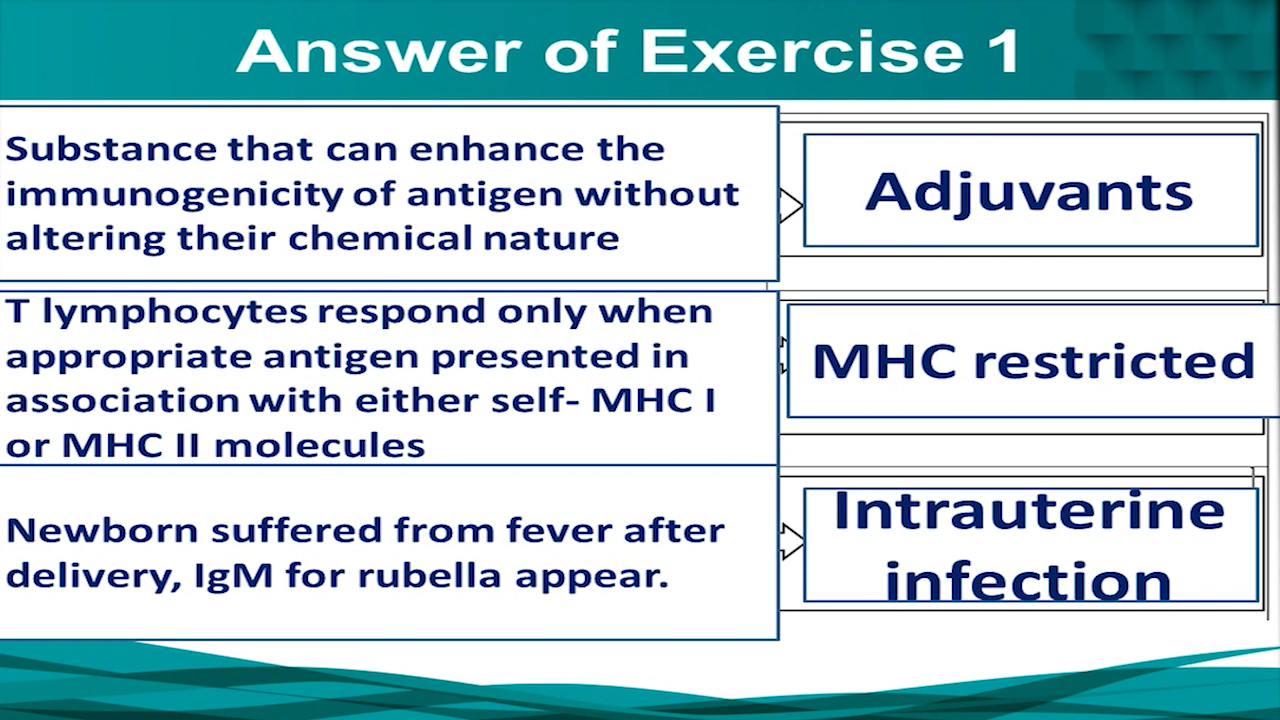 Answer of Exercise 1
Substance that can enhance the
immunogenicity of antigen without
altering their chemical nature
Adjuvants
T lymphocytes respond only when
appropriate antigen presented in
association with either self- MHC I
or MHC II molecules
MHC restricted
Newborn suffered from fever after
delivery, IgM for rubella appear.
Intrauterine
infection